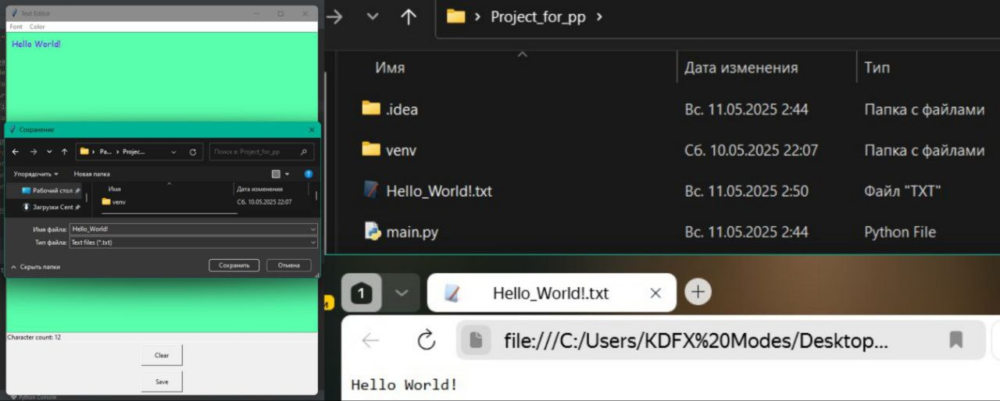 Text Editor
Font Color
Hello World!
Сохранение
Pa... Projec...
Поиск в: Project_for_pp
Упорядочить
Новая папка
Рабочий стол
Загрузки Cent
Имя
Дата изменения
venv
Сб. 10.05.2025 22:07
Имя файла: Hello_World!
Тип файла: Text files (*.txt)
Скрыть папки
Сохранить
Отмена
Character count: 12
Clear
Save
Python Console
Project_for_pp
Имя Дата изменения Тип
.idea Вс. 11.05.2025 2:44 Папка с файлами
venv Сб. 10.05.2025 22:07 Папка с файлами
Hello_World!.txt Вс. 11.05.2025 2:50 Файл "TXT"
main.py Вс. 11.05.2025 2:44 Python File
1
Hello_World!.txt
file:///C:/Users/KDFX%20Modes/Desktop...
Hello World!